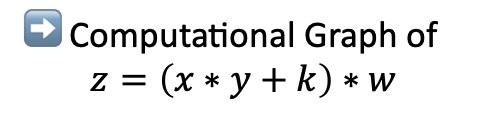 Computational Graph of
z = (x * y + k) * w